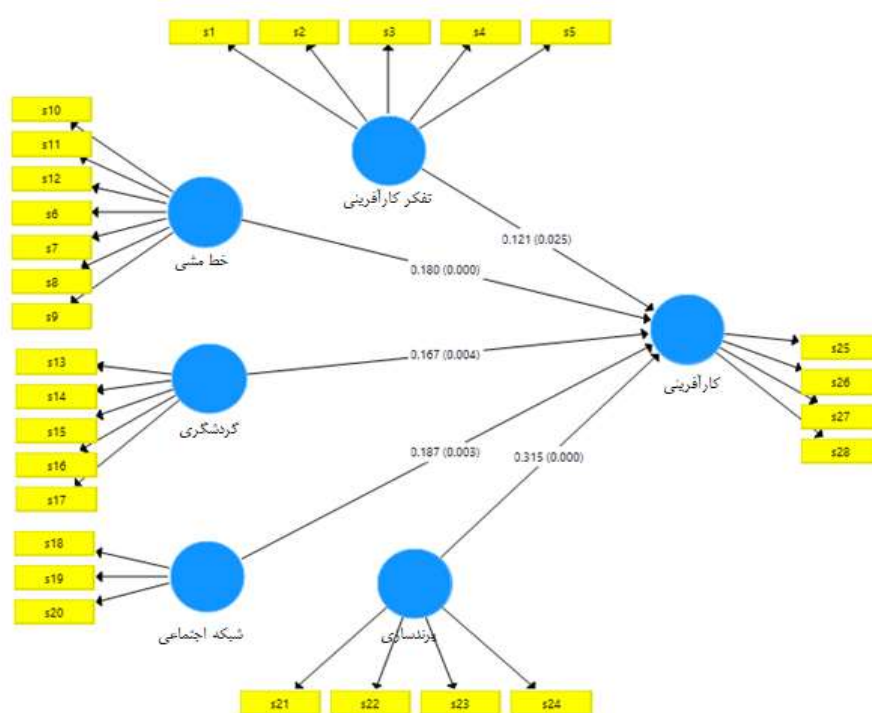 s1
s2
s3
s4
s5
s10
s11
s12
s6
s7
s8
s9
تفکر کارآفرینی
خط مشی
0.121 (0.025)
0.180 (0.000)
s13
s14
s15
s16
s17
گردشگری
0.167 (0.004)
کارآفرینی
s25
s26
s27
s28
0.187 (0.003)
0.315 (0.000)
s18
s19
s20
شبکه اجتماعی
برندسازی
s21
s22
s23
s24